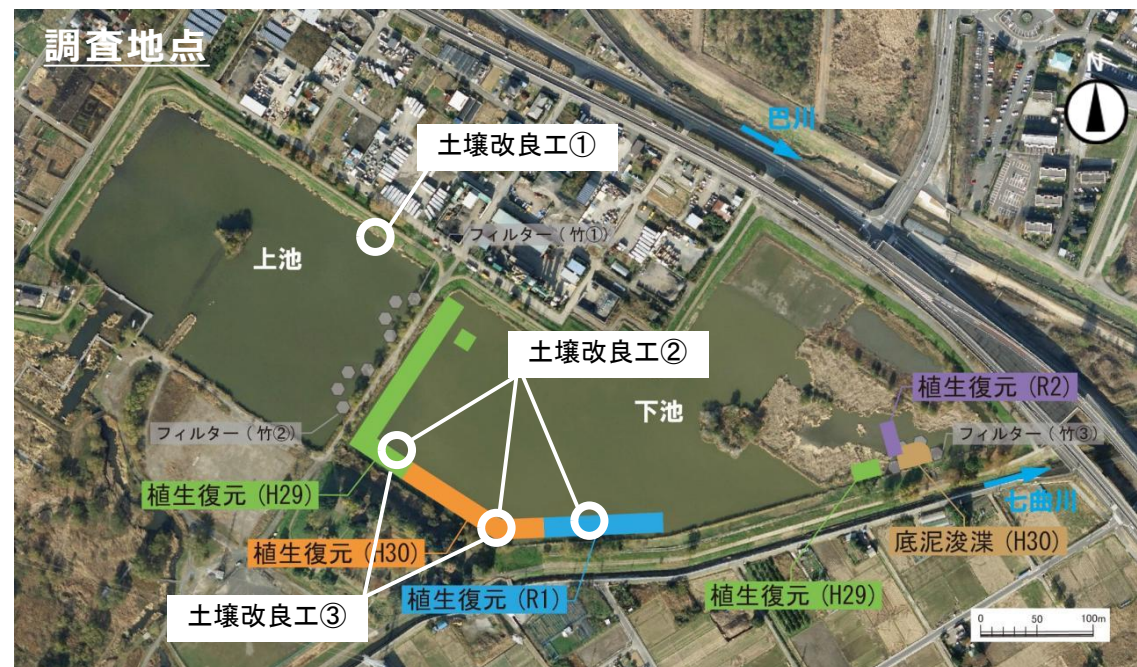 調査地点
N
巴川
土壌改良工①
フィルター(竹①)
上池
土壌改良工②
下池
植生復元(R2)
フィルター(竹②)
フィルター(竹③)
植生復元(H29)
七曲川
植生復元(H30)
底泥浚渫(H30)
植生復元(R1)
植生復元(H29)
土壌改良工③
0 50 100m